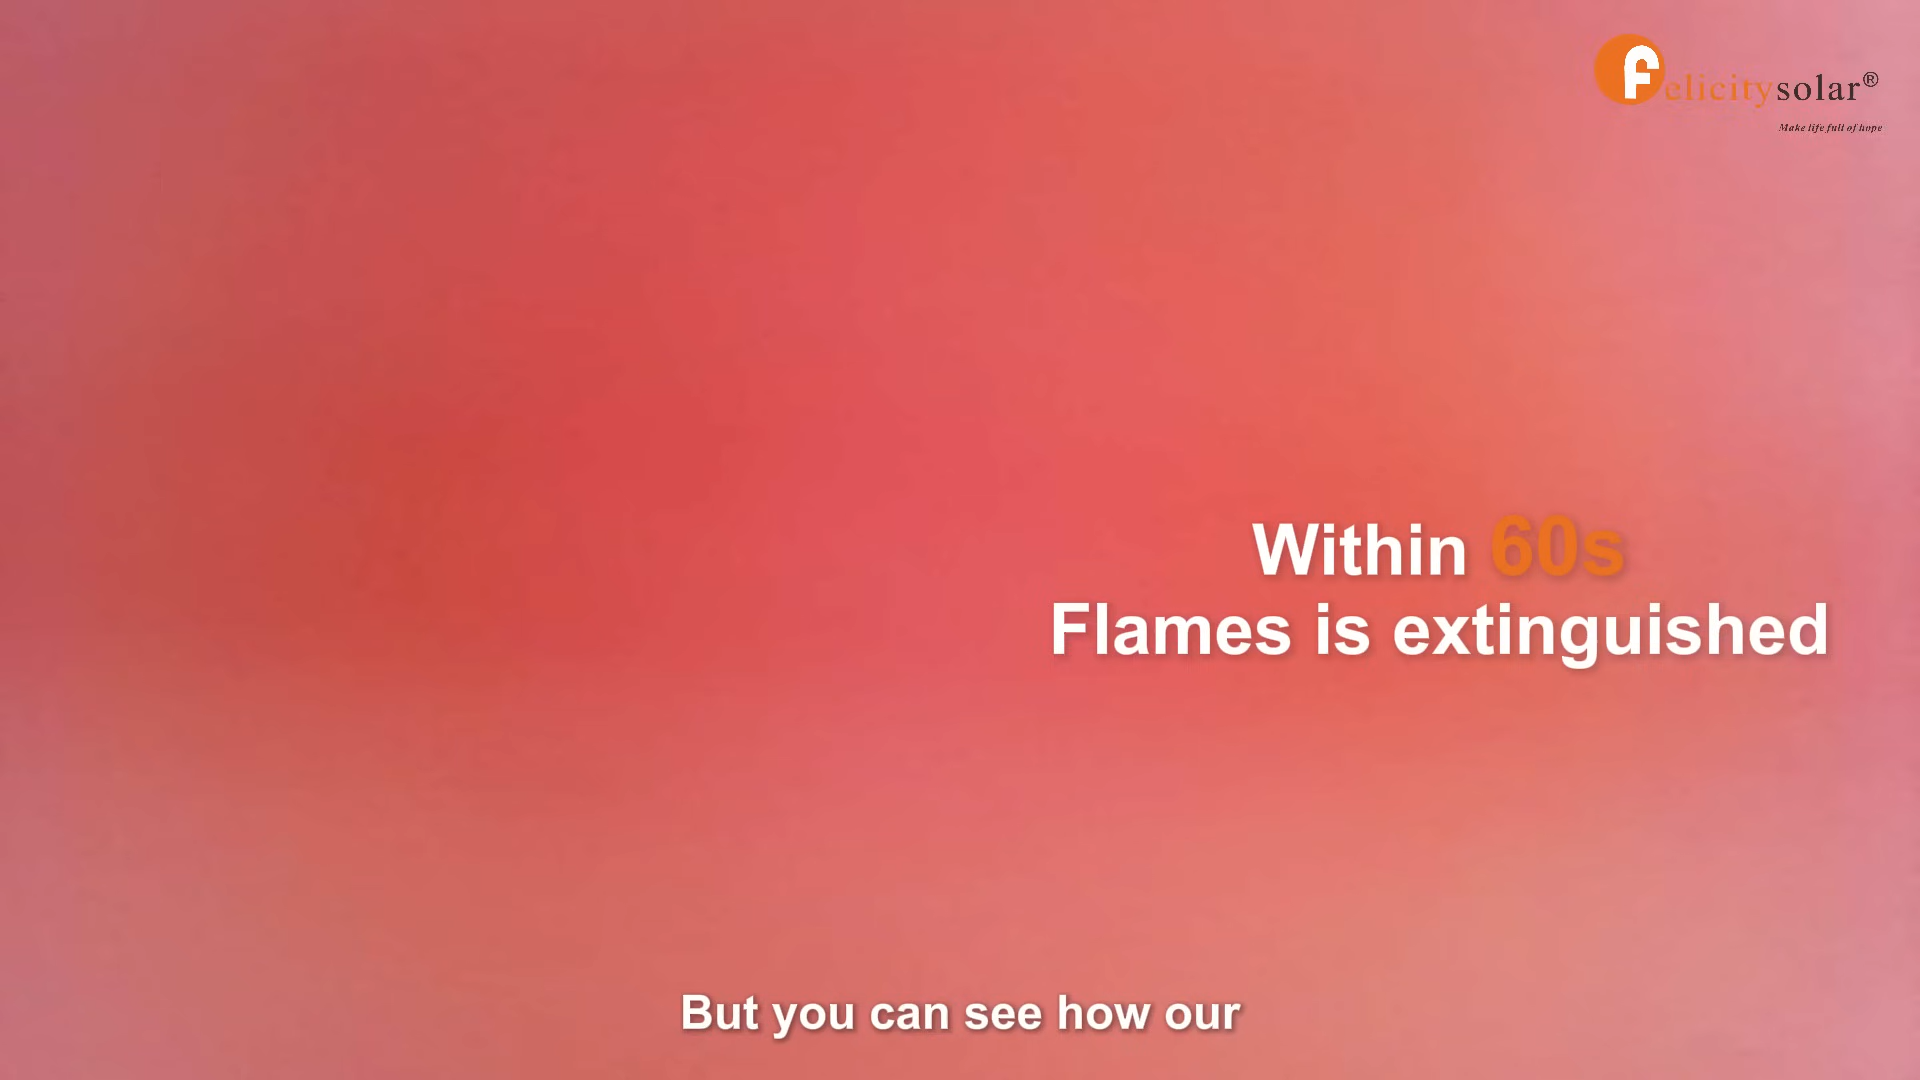 felicitysolar®
Make life full of hope
Within 60s
Flames is extinguished
But you can see how our